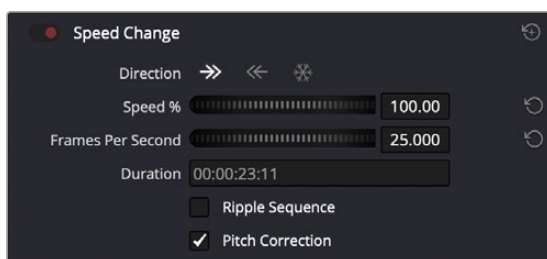 Speed Change
Direction
Speed % 100.00
Frames Per Second 25.000
Duration 00:00:23:11
Ripple Sequence
Pitch Correction